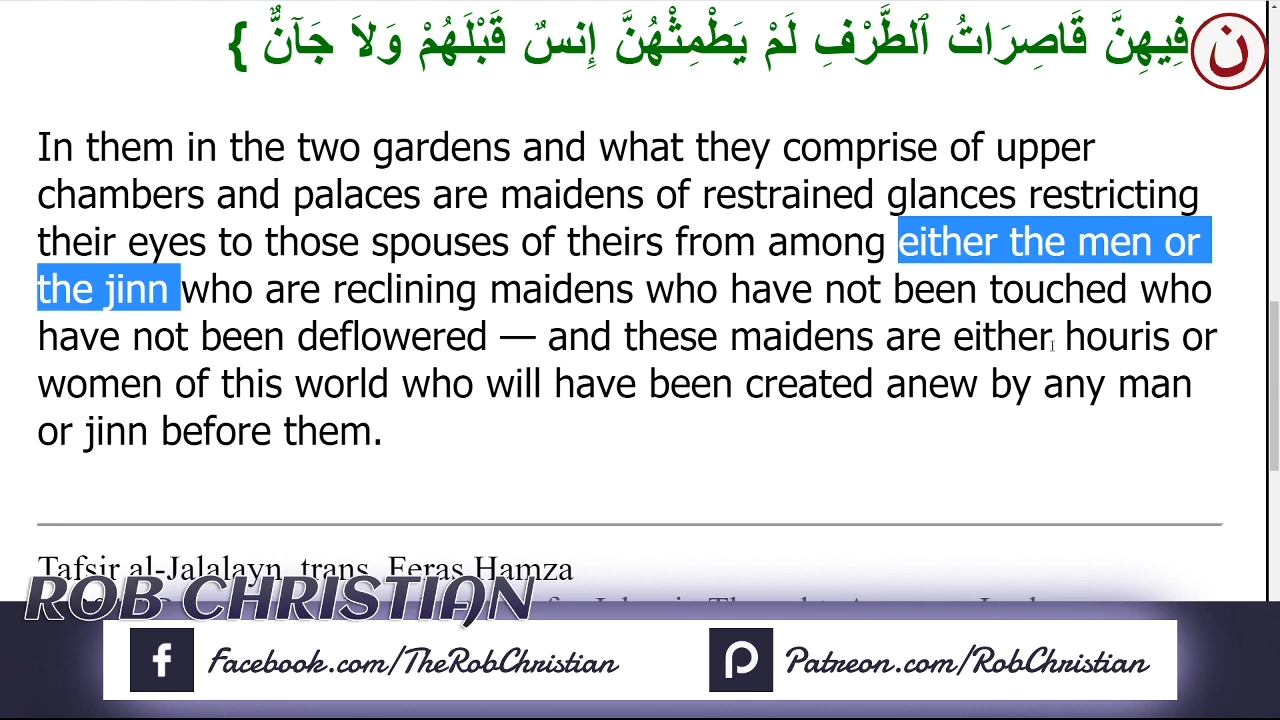 فِيهِنَّ قَاصِرَاتُ ٱلطَّرْفِ لَمْ يَطْمِثْهُنَّ إِنسٌ قَبْلَهُمْ وَلاَ جَآنٌّ }
ن
In them in the two gardens and what they comprise of upper
chambers and palaces are maidens of restrained glances restricting
their eyes to those spouses of theirs from among either the men or
the jinn who are reclining maidens who have not been touched who
have not been deflowered — and these maidens are either houris or
women of this world who will have been created anew by any man
or jinn before them.
Tafsir al-Jalalayn, trans. Feras Hamza
ROB CHRISTIAN
Facebook.com/TheRobChristian
Patreon.com/RobChristian